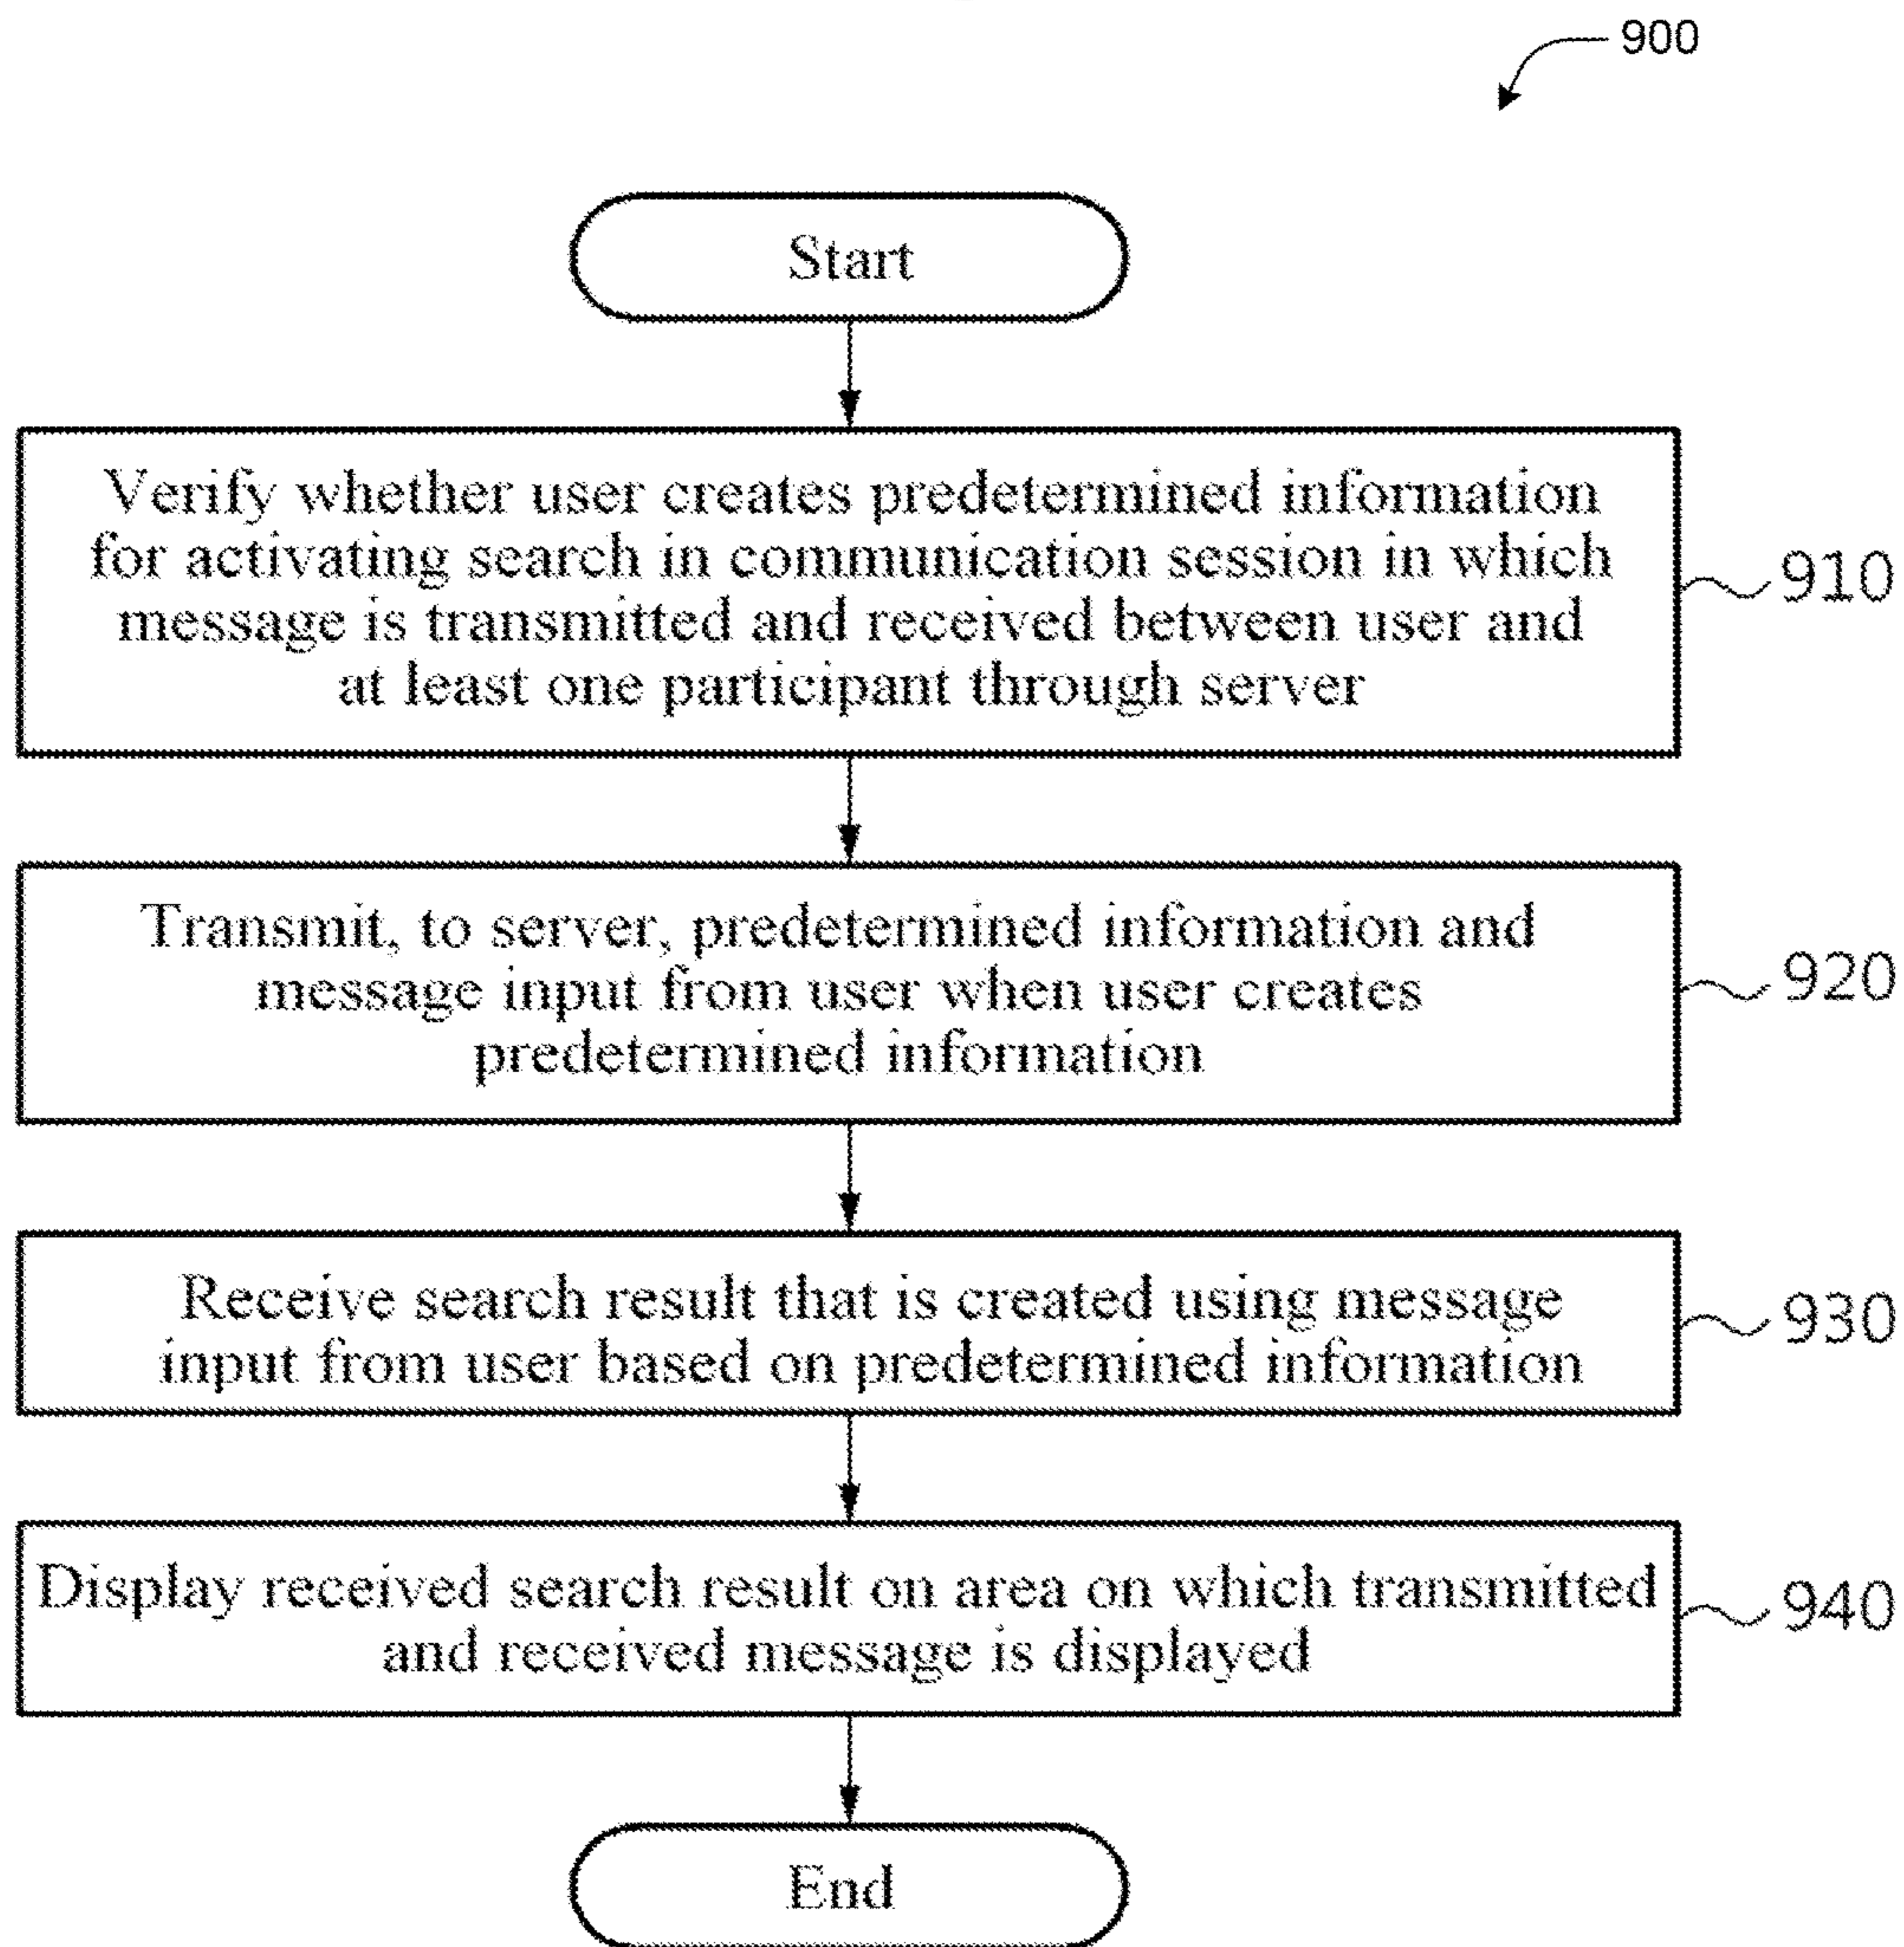 900
Start
Verify whether user creates predetermined information
for activating search in communication session in which
message is transmitted and received between user and
at least one participant through server
910
Transmit, to server, predetermined information and
message input from user when user creates
predetermined information
920
Receive search result that is created using message
input from user based on predetermined information
930
Display received search result on area on which transmitted
and received message is displayed
940
End